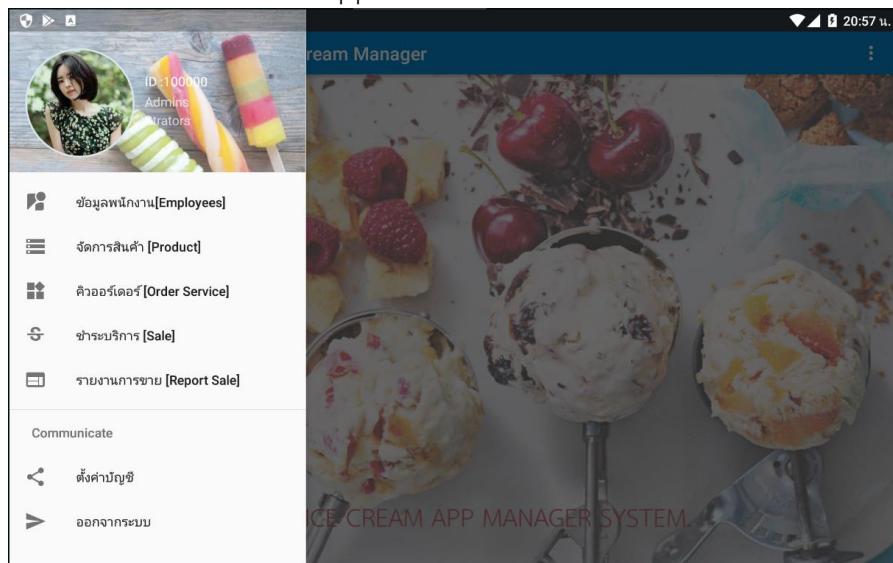 20:57 น.
ream Manager
ID :100000
Admins
trators
ข้อมูลพนักงาน[Employees]
จัดการสินค้า [Product]
คิวออร์เดอร์ [Order Service]
ชำระบริการ [Sale]
รายงานการขาย [Report Sale]
Communicate
ตั้งค่าบัญชี
ออกจากระบบ
ICE CREAM APP MANAGER SYSTEM.